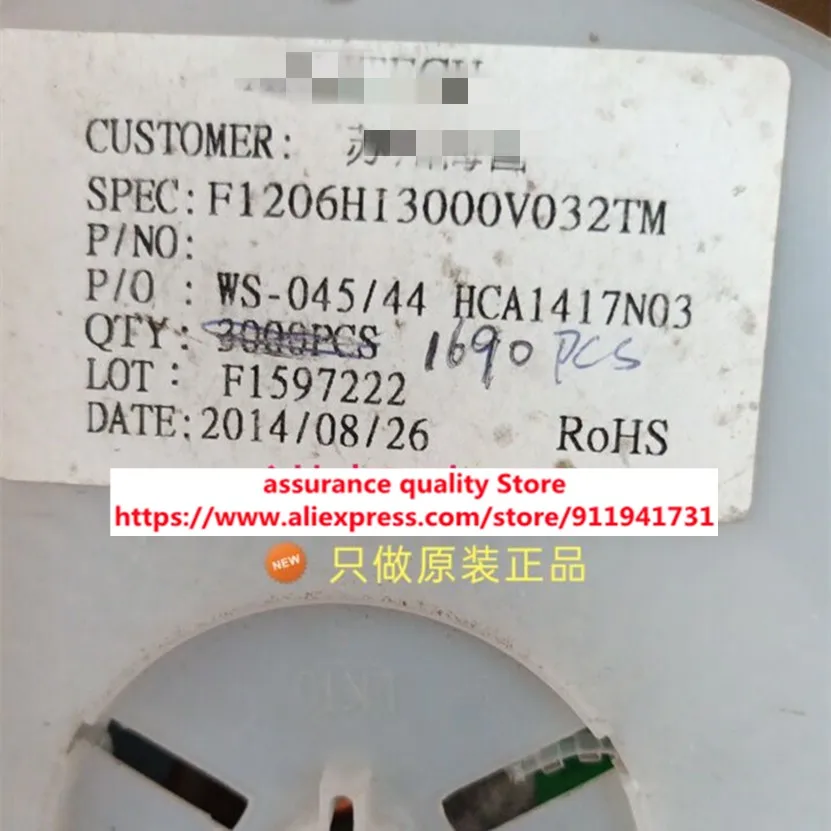 CUSTOMER: 苏
SPEC: F1206HI3000V032TM
P/NO:
P/O : WS-045/44 HCA1417N03
QTY: 3000PCS 1690 PCS
LOT: F1597222
DATE: 2014/08/26 RoHS
assurance quality Store
https://www.aliexpress.com/store/911941731
NEW 只做原装正品